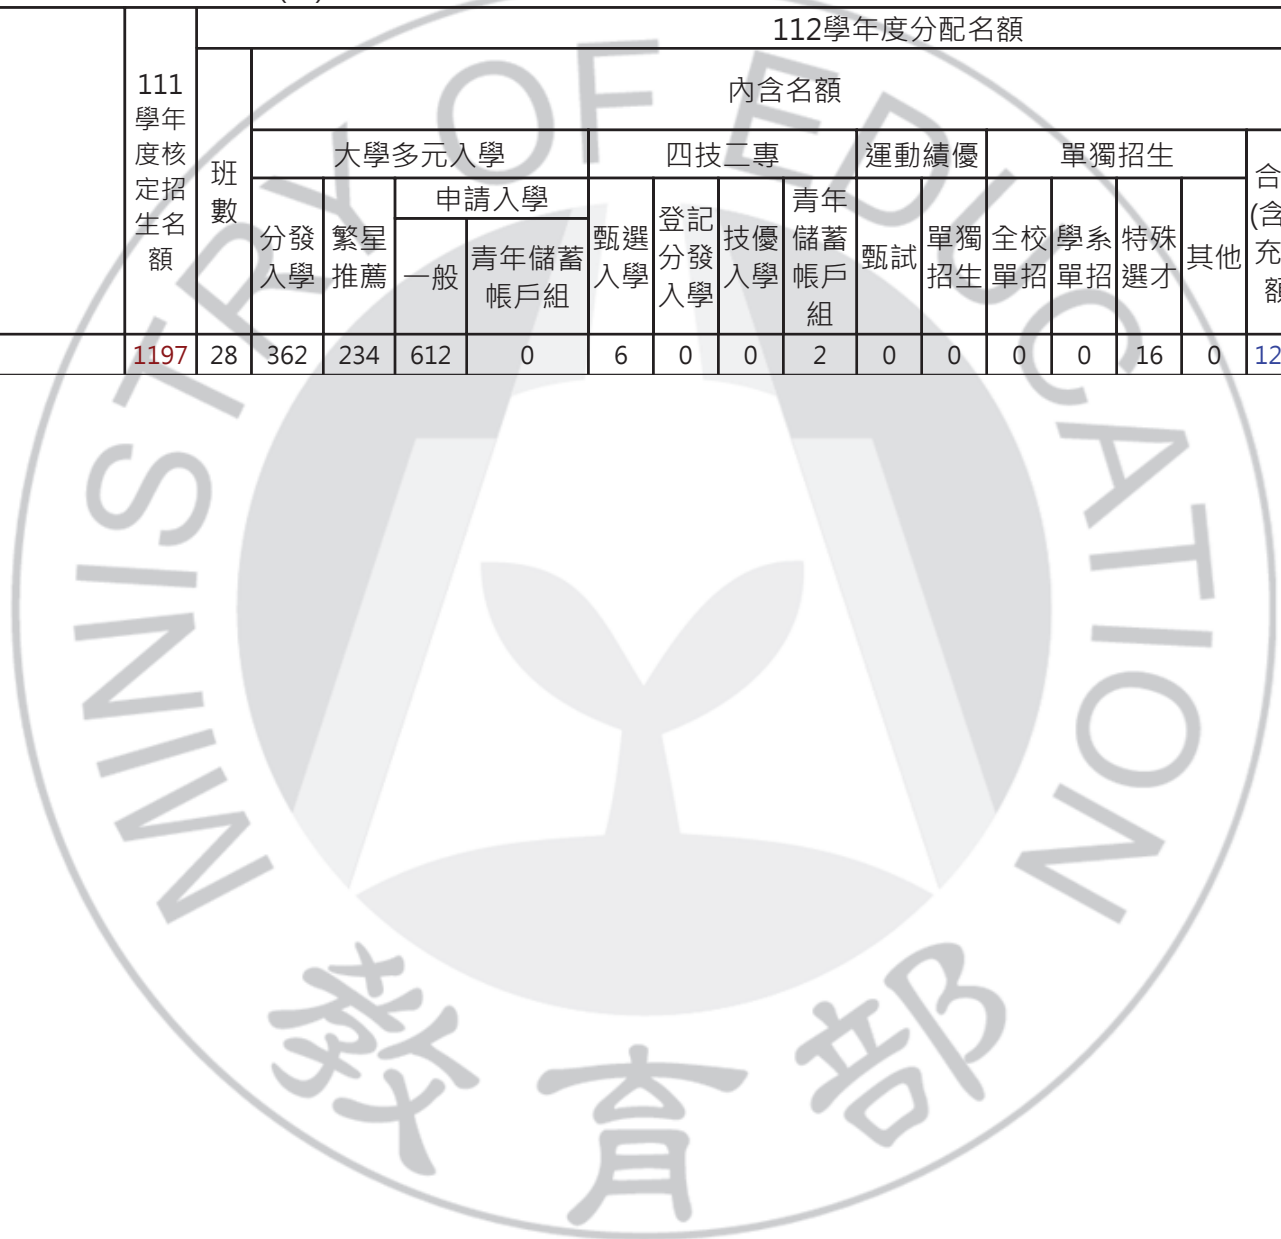 112學年度分配名額
111
學年
度核
定招
生名
額
班
數
內含名額
大學多元入學
四技二專
運動績優
單獨招生
合
(含
充
額
申請入學
分發
入學
繁星
推薦
一般
青年儲蓄
帳戶組
甄選
入學
登記
分發
入學
技優
入學
青年
儲蓄
帳戶
組
甄試
單獨
招生
全校
單招
學系
單招
特殊
選才
其他
1197 28 362 234 612 0 6 0 0 2 0 0 0 0 16 0 12
MINISTRY OF EDUCATION
教育部